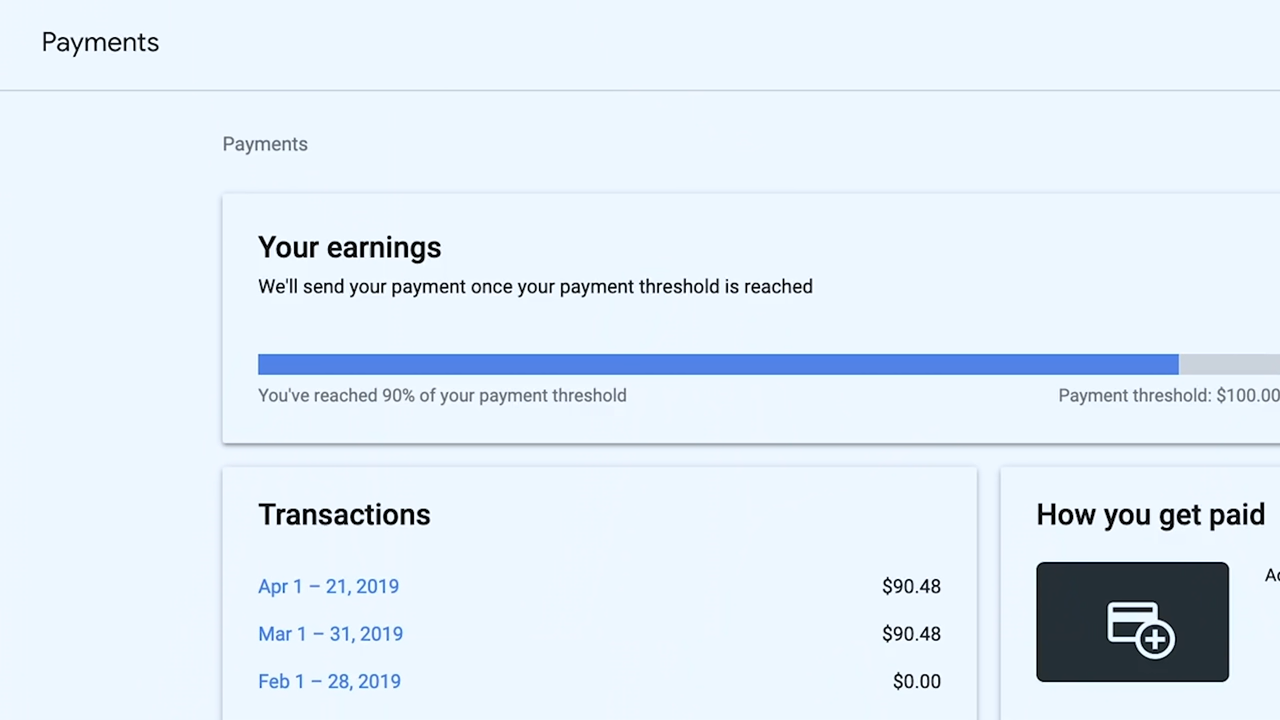 Payments
Payments
Your earnings
We'll send your payment once your payment threshold is reached
You've reached 90% of your payment threshold
Payment threshold: $100.00
Transactions
How you get paid
Apr 1 – 21, 2019 $90.48
Mar 1 – 31, 2019 $90.48
Feb 1 – 28, 2019 $0.00